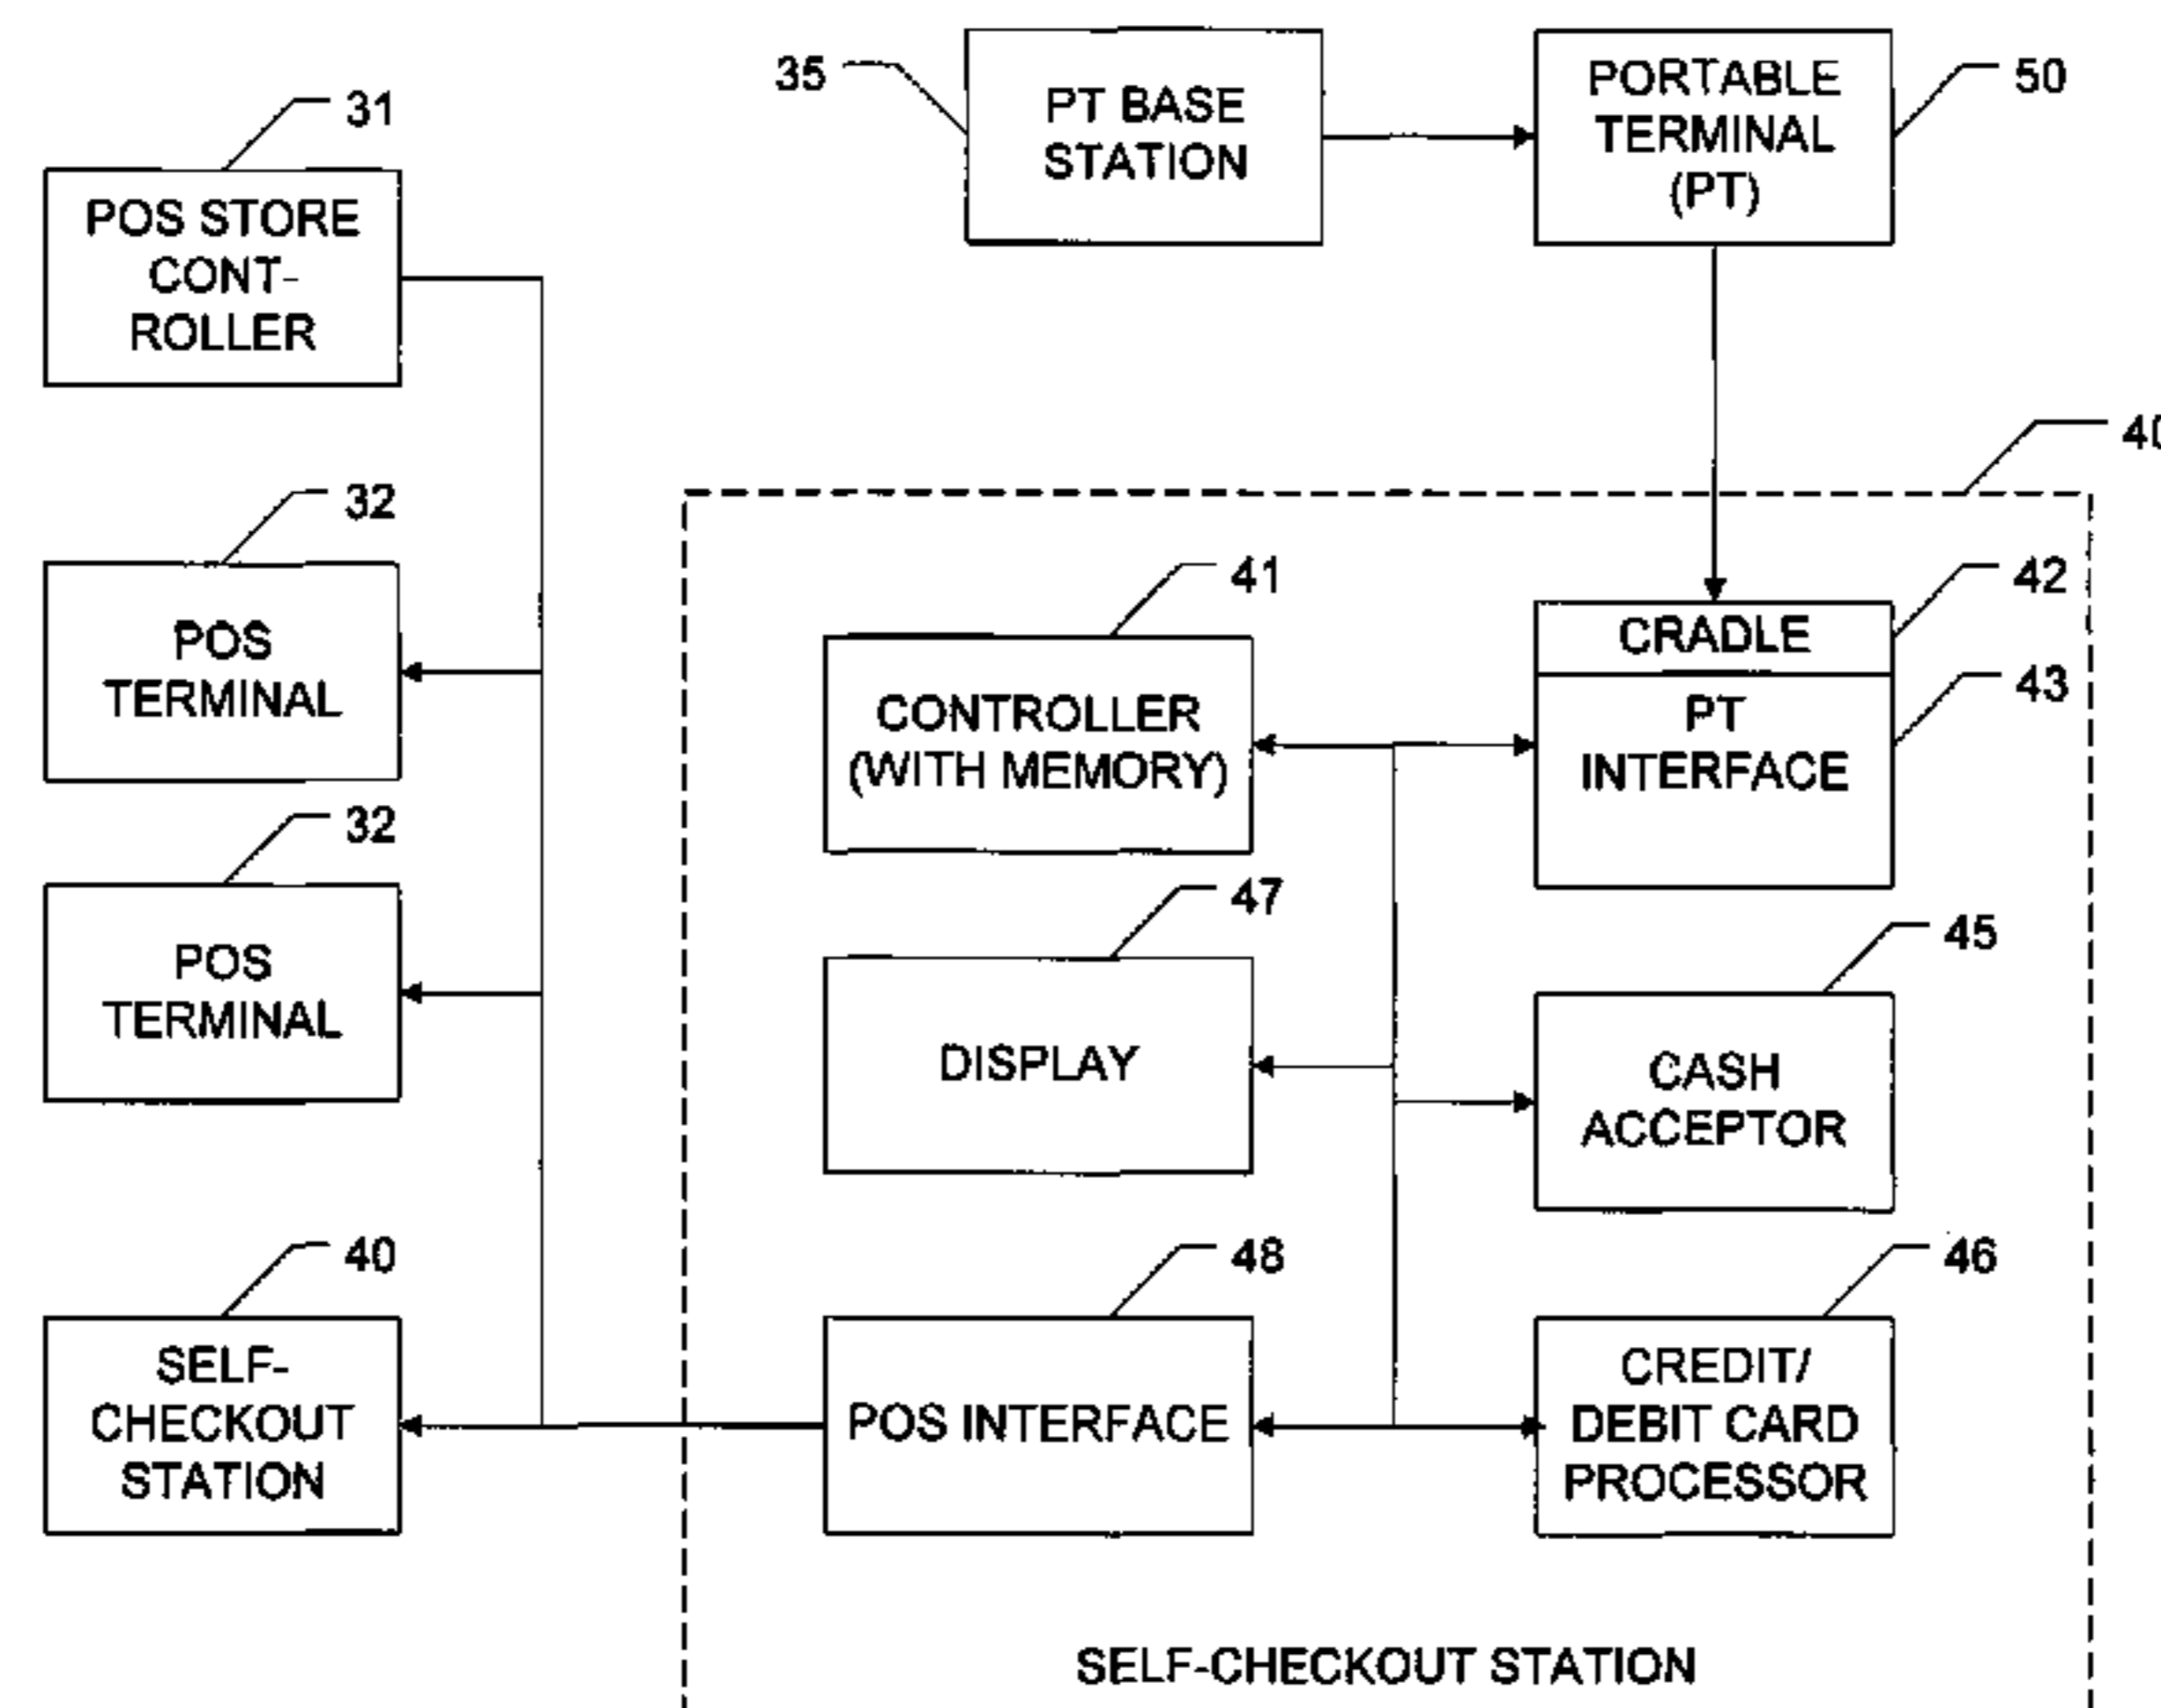 31
POS STORE
CONT-
ROLLER
32
POS
TERMINAL
32
POS
TERMINAL
40
SELF-
CHECKOUT
STATION
35
PT BASE
STATION
PORTABLE
TERMINAL
(PT)
50
40
41
CONTROLLER
(WITH MEMORY)
CRADLE
42
PT
INTERFACE
43
47
DISPLAY
45
CASH
ACCEPTOR
48
POS INTERFACE
46
CREDIT/
DEBIT CARD
PROCESSOR
SELF-CHECKOUT STATION